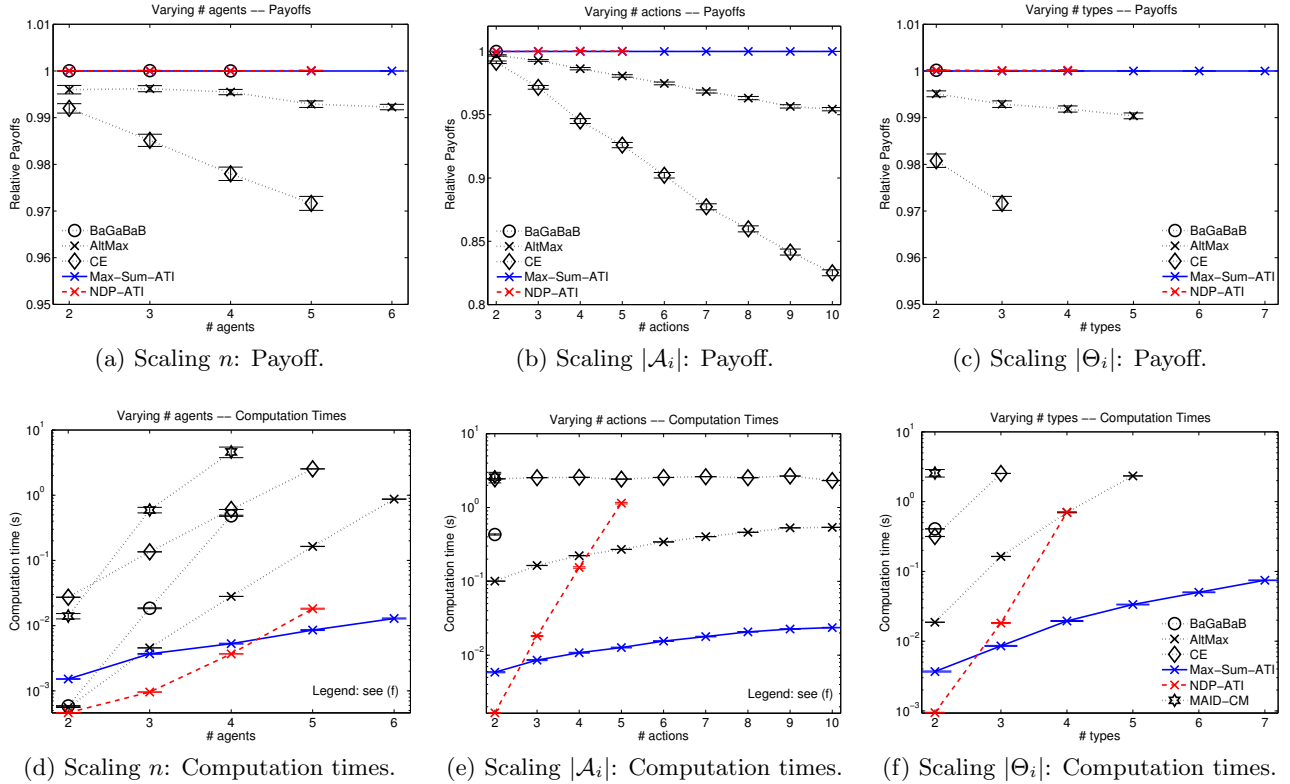 Varying # agents −− Payoffs
1.01
1
0.99
0.98
0.97
0.96
0.95
Relative Payoffs
BaGaBaB
AltMax
CE
Max−Sum−ATI
NDP−ATI
2 3 4 5 6
# agents
(a) Scaling n: Payoff.
Varying # actions −− Payoffs
1.05
1
0.95
0.9
0.85
0.8
Relative Payoffs
BaGaBaB
AltMax
CE
Max−Sum−ATI
NDP−ATI
2 3 4 5 6 7 8 9 10
# actions
(b) Scaling |𝒜ᵢ|: Payoff.
Varying # types −− Payoffs
1.01
1
0.99
0.98
0.97
0.96
0.95
Relative Payoffs
BaGaBaB
AltMax
CE
Max−Sum−ATI
NDP−ATI
2 3 4 5 6 7
# types
(c) Scaling |Θᵢ|: Payoff.
Varying # agents −− Computation Times
10¹
10⁰
10⁻¹
10⁻²
10⁻³
Computation time (s)
Legend: see (f)
2 3 4 5 6
# agents
(d) Scaling n: Computation times.
Varying # actions −− Computation Times
10¹
10⁰
10⁻¹
10⁻²
Computation time (s)
Legend: see (f)
2 3 4 5 6 7 8 9 10
# actions
(e) Scaling |𝒜ᵢ|: Computation times.
Varying # types −− Computation Times
10¹
10⁰
10⁻¹
10⁻²
10⁻³
Computation time (s)
BaGaBaB
AltMax
CE
Max−Sum−ATI
NDP−ATI
MAID−CM
2 3 4 5 6 7
# types
(f) Scaling |Θᵢ|: Computation times.